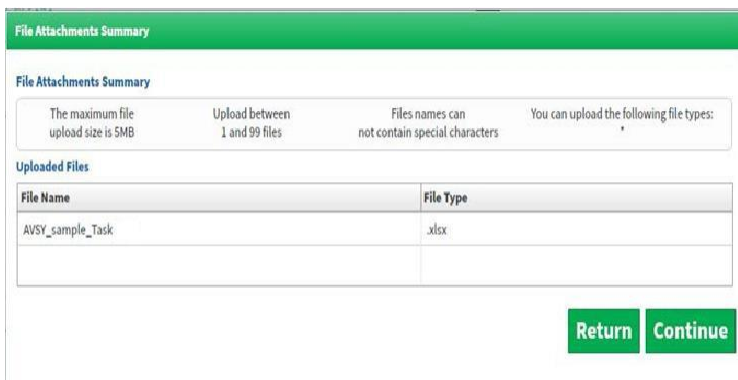 File Attachments Summary
File Attachments Summary
The maximum file
upload size is 5MB
Upload between
1 and 99 files
Files names can
not contain special characters
You can upload the following file types:
*
Uploaded Files
File Name File Type
AVSY_sample_Task .xlsx
Return Continue